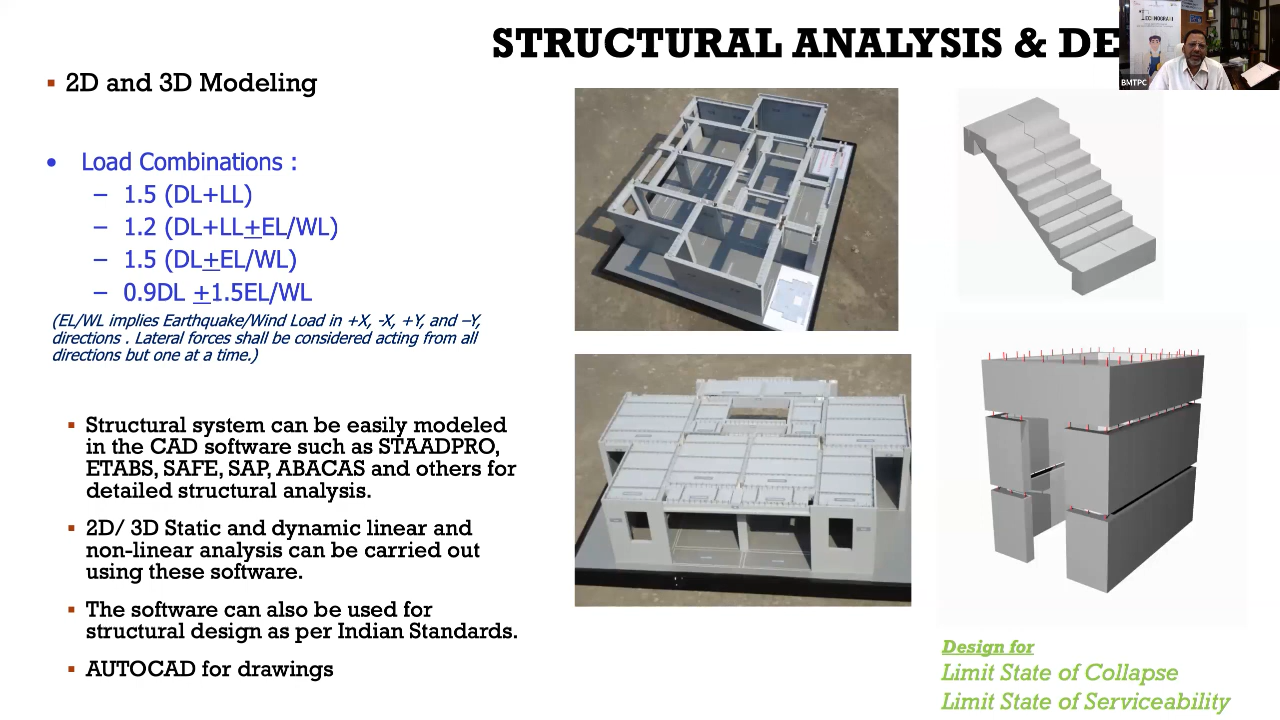 STRUCTURAL ANALYSIS & DE
TECHNOGRAHI
BMTPC
▪ 2D and 3D Modeling
• Load Combinations :
– 1.5 (DL+LL)
– 1.2 (DL+LL±EL/WL)
– 1.5 (DL±EL/WL)
– 0.9DL ±1.5EL/WL
(EL/WL implies Earthquake/Wind Load in +X, -X, +Y, and –Y,
directions . Lateral forces shall be considered acting from all
directions but one at a time.)
▪ Structural system can be easily modeled
in the CAD software such as STAADPRO,
ETABS, SAFE, SAP, ABACAS and others for
detailed structural analysis.
▪ 2D/ 3D Static and dynamic linear and
non-linear analysis can be carried out
using these software.
▪ The software can also be used for
structural design as per Indian Standards.
▪ AUTOCAD for drawings
Design for
Limit State of Collapse
Limit State of Serviceability